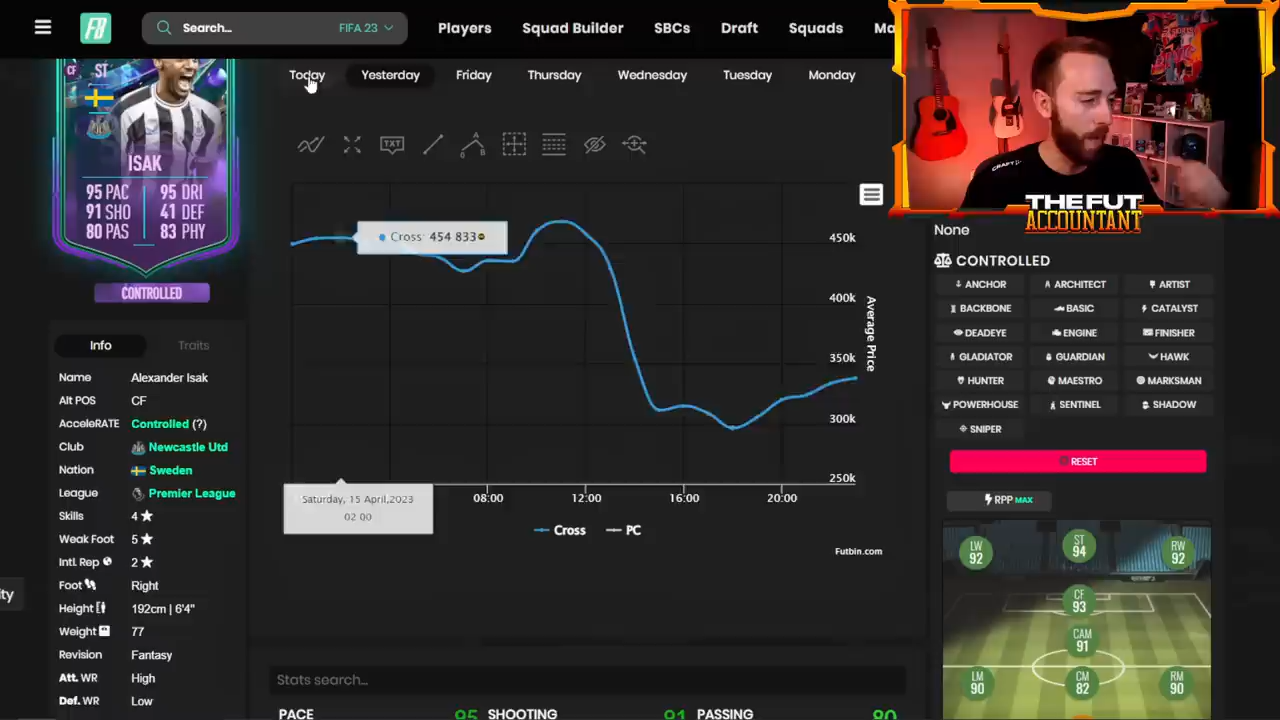 FB
Search...
FIFA 23
Players
Squad Builder
SBCs
Draft
Squads
Ma
CF
ST
ISAK
95 PAC
95 DRI
91 SHO
41 DEF
80 PAS
83 PHY
CONTROLLED
Today
Yesterday
Friday
Thursday
Wednesday
Tuesday
Monday
TXT
Cross: 454 833
450k
400k
350k
300k
250k
Average Price
Saturday, 15 April,2023
02 00
08:00
12:00
16:00
20:00
Cross
PC
Futbin.com
Info
Traits
Name Alexander Isak
Alt POS CF
AcceleRATE Controlled (?)
Club Newcastle Utd
Nation Sweden
League Premier League
Skills 4 ★
Weak Foot 5 ★
Intl. Rep 2 ★
Foot Right
Height 192cm | 6'4"
Weight 77
Revision Fantasy
Att. WR High
Def. WR Low
ity
Stats search...
PACE 95
SHOOTING 91
PASSING 80
CRAFT
THE FUT
ACCOUNTANT
None
CONTROLLED
ANCHOR
ARCHITECT
ARTIST
BACKBONE
BASIC
CATALYST
DEADEYE
ENGINE
FINISHER
GLADIATOR
GUARDIAN
HAWK
HUNTER
MAESTRO
MARKSMAN
POWERHOUSE
SENTINEL
SHADOW
SNIPER
RESET
RPP MAX
LW
92
ST
94
RW
92
CF
93
CAM
91
LM
90
CM
82
RM
90